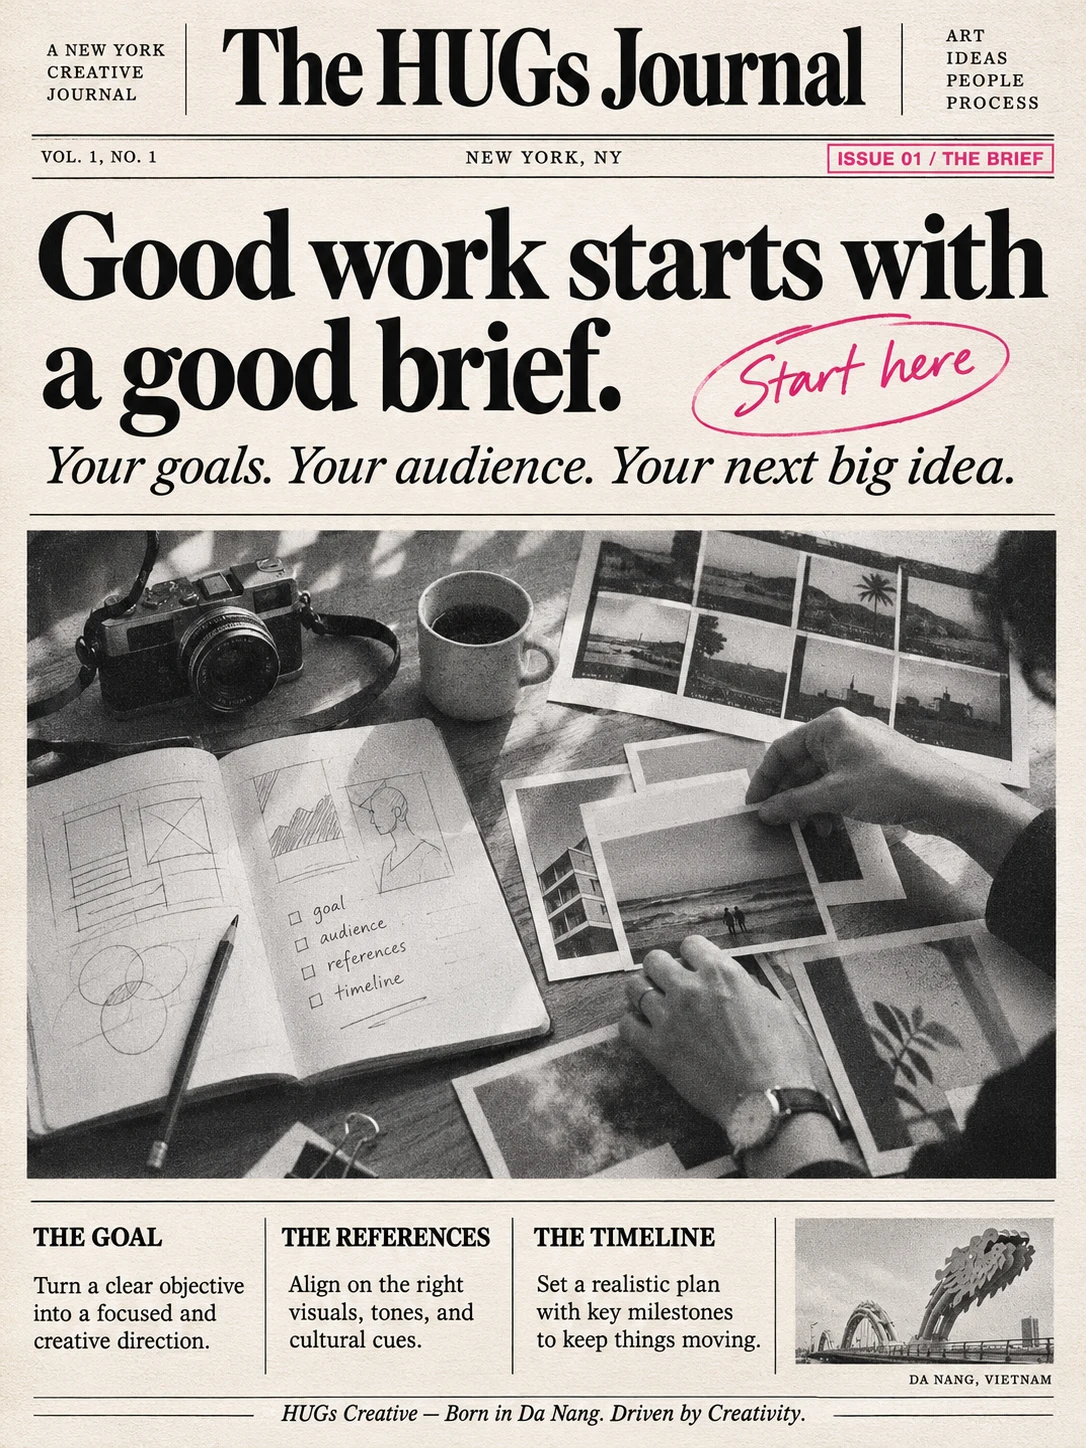 A NEW YORK
CREATIVE
JOURNAL
The HUGs Journal
ART
IDEAS
PEOPLE
PROCESS
VOL. 1, NO. 1
NEW YORK, NY
ISSUE 01 / THE BRIEF
Good work starts with
a good brief.
Start here
Your goals. Your audience. Your next big idea.
goal
audience
references
timeline
THE GOAL
Turn a clear objective
into a focused and
creative direction.
THE REFERENCES
Align on the right
visuals, tones, and
cultural cues.
THE TIMELINE
Set a realistic plan
with key milestones
to keep things moving.
DA NANG, VIETNAM
HUGs Creative — Born in Da Nang. Driven by Creativity.